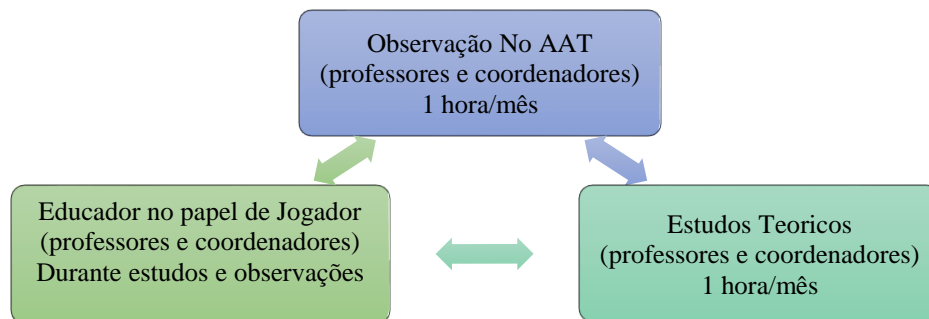 Observação No AAT
(professores e coordenadores)
1 hora/mês
Educador no papel de Jogador
(professores e coordenadores)
Durante estudos e observações
Estudos Teoricos
(professores e coordenadores)
1 hora/mês